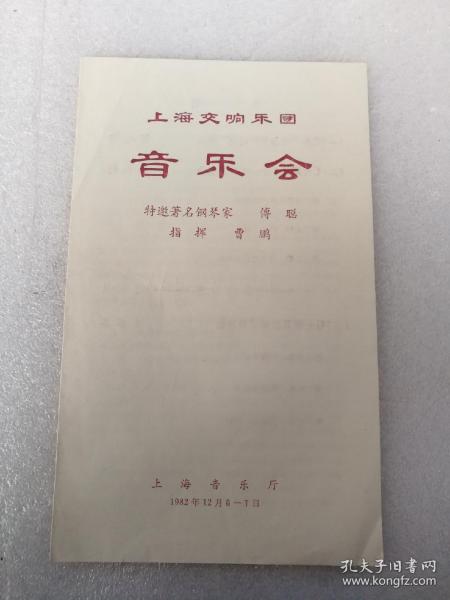 上海交响乐团
音乐会
特邀著名钢琴家 傅聪
指挥 曹鹏
上海音乐厅
1982年12月6-7日
孔夫子旧书网
www.kongfz.com